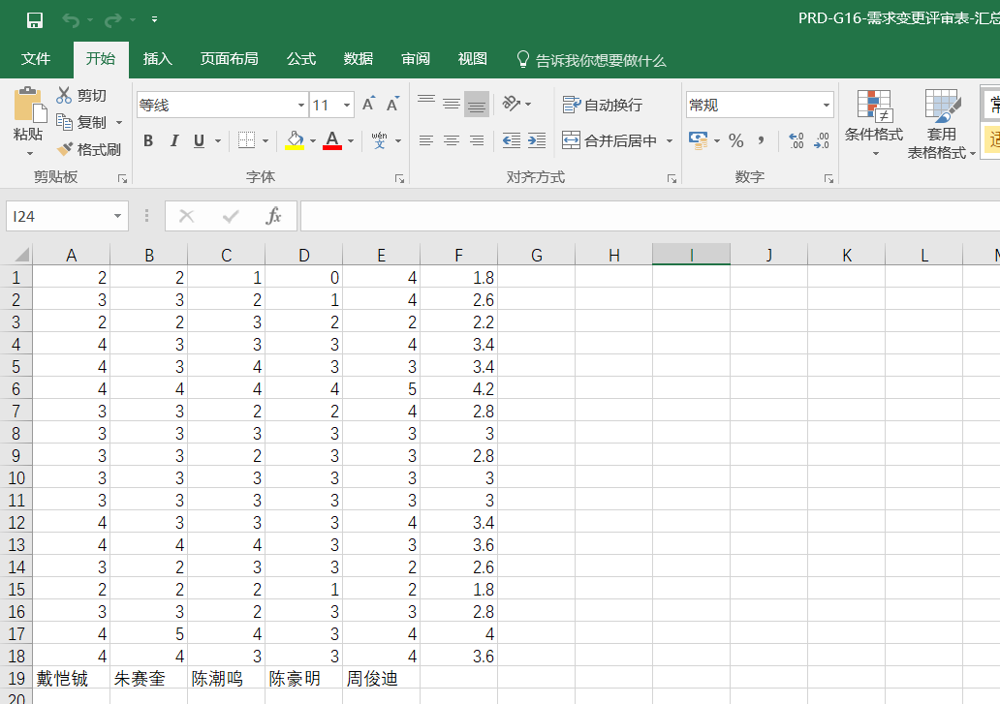 PRD-G16-需求变更评审表-汇总
文件 开始 插入 页面布局 公式 数据 审阅 视图 告诉我你想要做什么
粘贴 剪切 复制 格式刷
等线 11 A A
B I U A wén 文
自动换行
合并后居中
常规
% , .0 .00 .00 .0
条件格式 套用 表格格式
剪贴板 字体 对齐方式 数字
I24 fx
A B C D E F G H I J K L
1 2 2 1 0 4 1.8
2 3 3 2 1 4 2.6
3 2 2 3 2 2 2.2
4 4 3 3 3 4 3.4
5 4 3 4 3 3 3.4
6 4 4 4 4 5 4.2
7 3 3 2 2 4 2.8
8 3 3 3 3 3 3
9 3 3 2 3 3 2.8
10 3 3 3 3 3 3
11 3 3 3 3 3 3
12 4 3 3 3 4 3.4
13 4 4 4 3 3 3.6
14 3 2 3 3 2 2.6
15 2 2 2 1 2 1.8
16 3 3 2 3 3 2.8
17 4 5 4 3 4 4
18 4 4 3 3 4 3.6
19 戴恺铖 朱赛奎 陈潮鸣 陈豪明 周俊迪
20